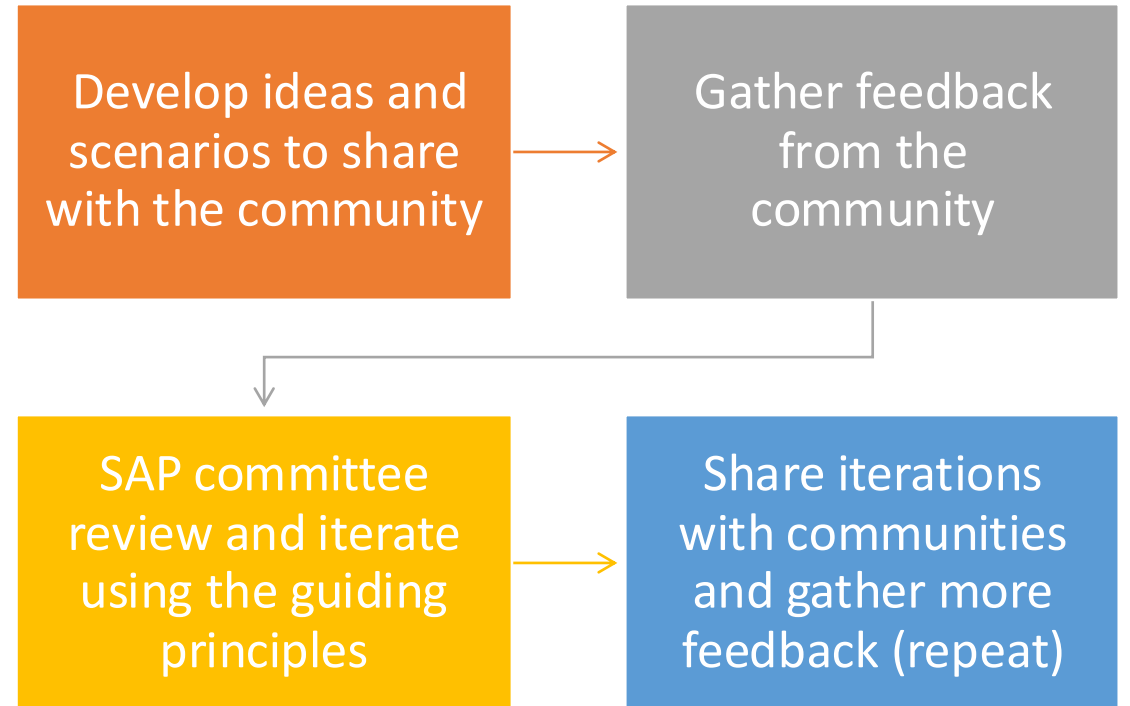 Develop ideas and
scenarios to share
with the community
Gather feedback
from the
community
SAP committee
review and iterate
using the guiding
principles
Share iterations
with communities
and gather more
feedback (repeat)